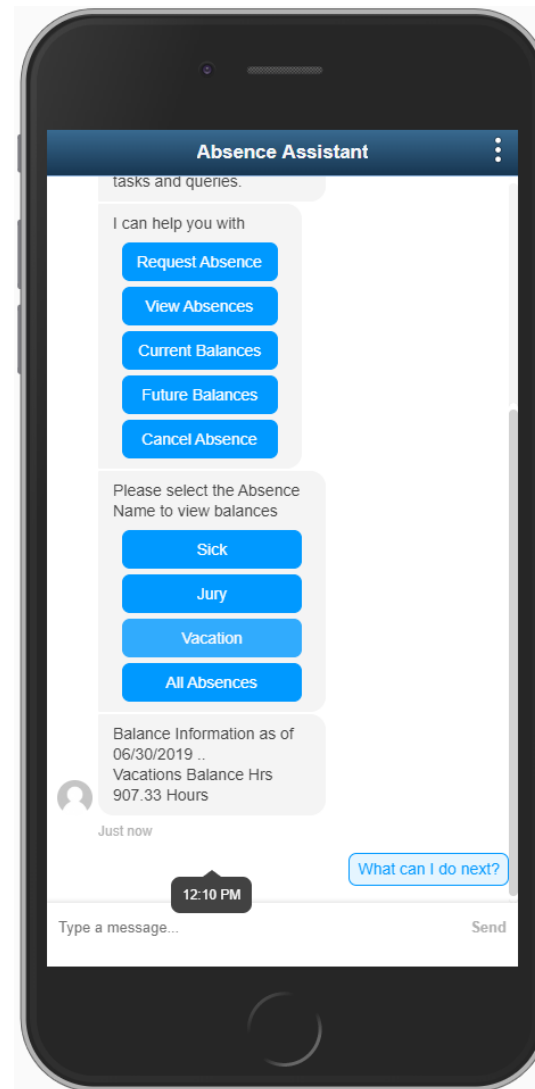 Absence Assistant
tasks and queries.
I can help you with
Request Absence
View Absences
Current Balances
Future Balances
Cancel Absence
Please select the Absence
Name to view balances
Sick
Jury
Vacation
All Absences
Balance Information as of
06/30/2019 ..
Vacations Balance Hrs
907.33 Hours
Just now
What can I do next?
12:10 PM
Type a message...
Send